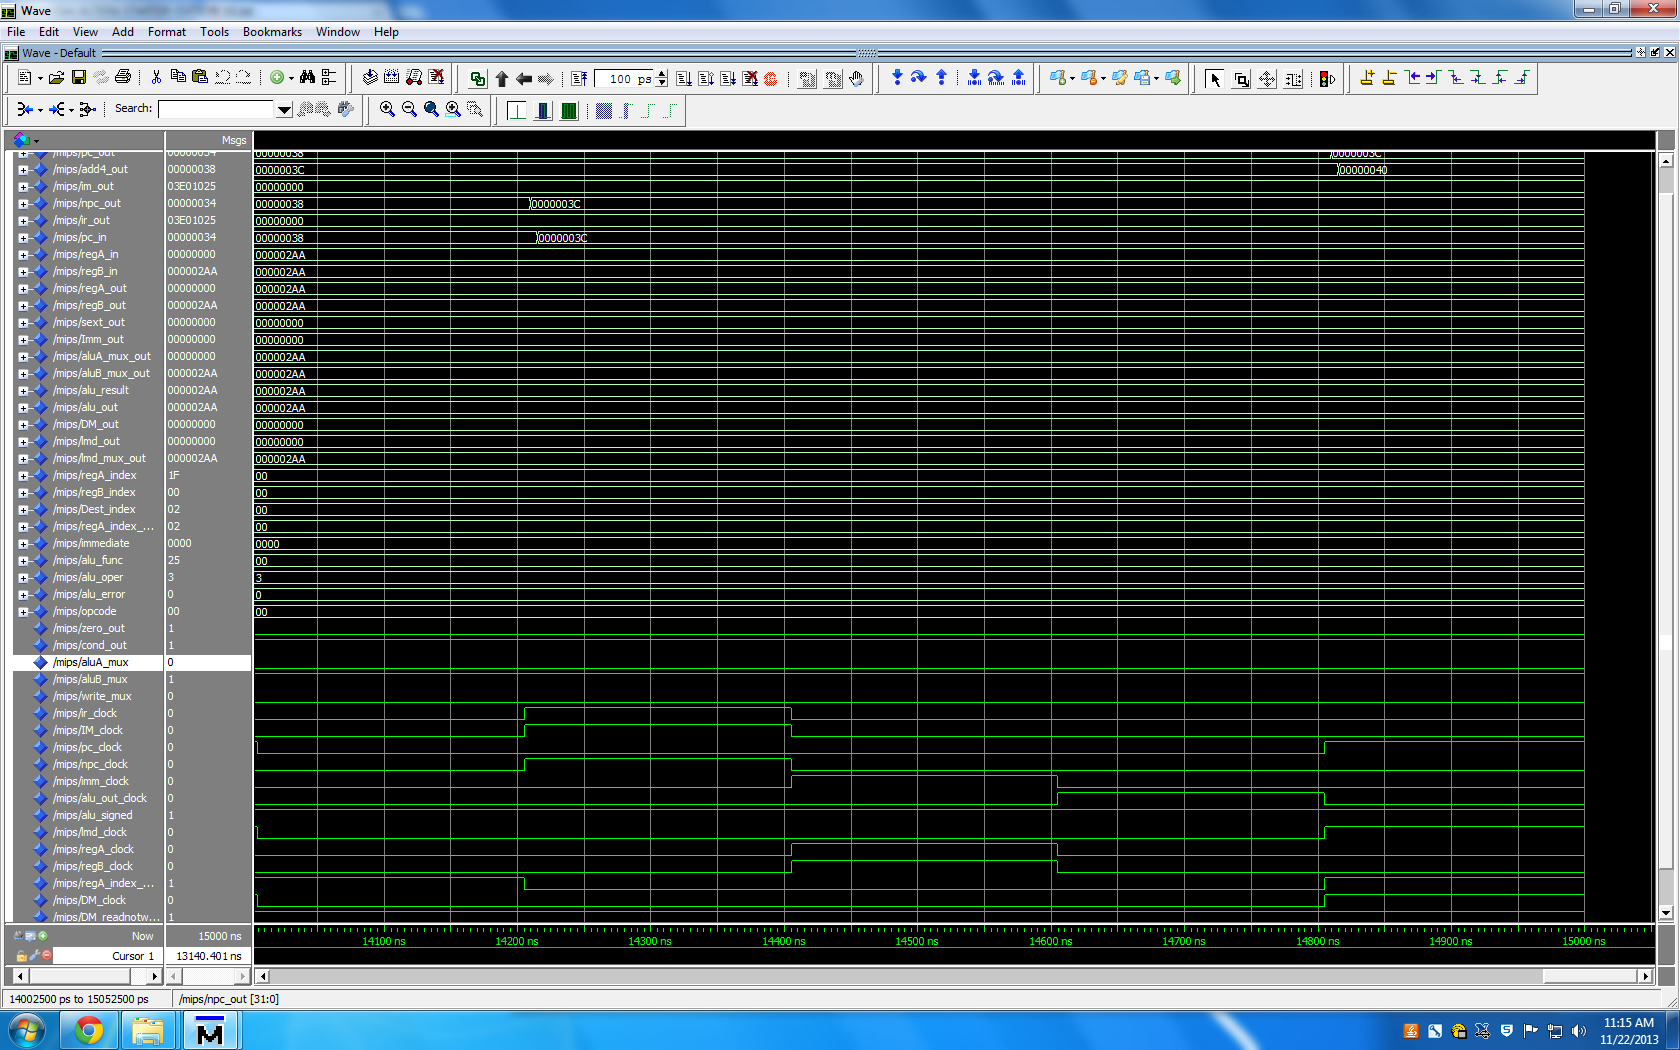 Wave
File Edit View Add Format Tools Bookmarks Window Help
Wave - Default
100 ps
Search:
Msgs
/mips/pc_out 00000034 00000038 0000003C
/mips/add4_out 00000038 0000003C 00000040
/mips/im_out 03E01025 00000000
/mips/npc_out 00000034 00000038 0000003C
/mips/ir_out 03E01025 00000000
/mips/pc_in 00000034 00000038 0000003C
/mips/regA_in 00000000 000002AA
/mips/regB_in 000002AA 000002AA
/mips/regA_out 00000000 000002AA
/mips/regB_out 000002AA 000002AA
/mips/sext_out 00000000 00000000
/mips/Imm_out 00000000 00000000
/mips/aluA_mux_out 00000000 000002AA
/mips/aluB_mux_out 000002AA 000002AA
/mips/alu_result 000002AA 000002AA
/mips/alu_out 000002AA 000002AA
/mips/DM_out 00000000 00000000
/mips/lmd_out 00000000 00000000
/mips/lmd_mux_out 000002AA 000002AA
/mips/regA_index 1F 00
/mips/regB_index 00 00
/mips/Dest_index 02 00
/mips/regA_index_... 02 00
/mips/immediate 0000 0000
/mips/alu_func 25 00
/mips/alu_oper 3 3
/mips/alu_error 0 0
/mips/opcode 00 00
/mips/zero_out 1
/mips/cond_out 1
/mips/aluA_mux 0
/mips/aluB_mux 1
/mips/write_mux 0
/mips/ir_clock 0
/mips/IM_clock 0
/mips/pc_clock 0
/mips/npc_clock 0
/mips/imm_clock 0
/mips/alu_out_clock 0
/mips/alu_signed 1
/mips/lmd_clock 0
/mips/regA_clock 0
/mips/regB_clock 0
/mips/regA_index_... 1
/mips/DM_clock 0
/mips/DM_readnotw... 1
Now 15000 ns 14100 ns 14200 ns 14300 ns 14400 ns 14500 ns 14600 ns 14700 ns 14800 ns 14900 ns 15000 ns
Cursor 1 13140.401 ns
14002500 ps to 15052500 ps /mips/npc_out [31:0]
11:15 AM
11/22/2013